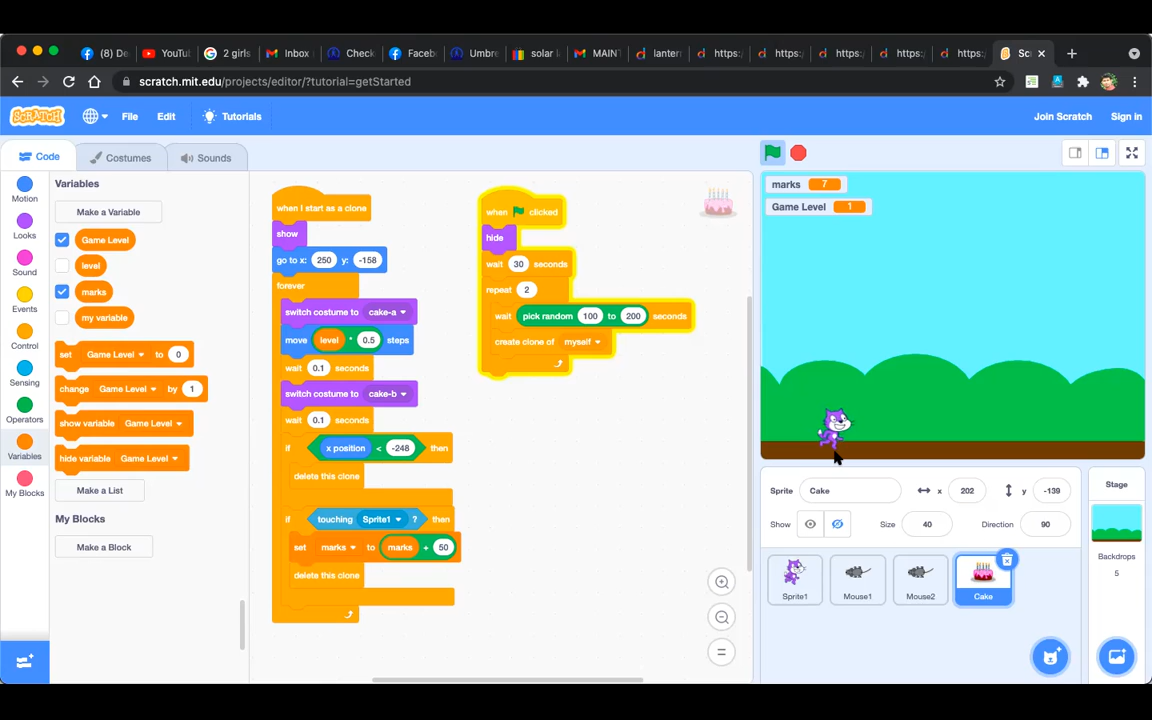 (8) De
YouTu
2 girls
Inbox
Check
Faceb
Umbre
solar l
MAIN
lanter
https:/
https:/
https:/
https:/
https:/
Scr
scratch.mit.edu/projects/editor/?tutorial=getStarted
SCRATCH
File
Edit
Tutorials
Join Scratch
Sign in
Code
Costumes
Sounds
Motion
Looks
Sound
Events
Control
Sensing
Operators
Variables
My Blocks
Variables
Make a Variable
Game Level
level
marks
my variable
set Game Level to 0
change Game Level by 1
show variable Game Level
hide variable Game Level
Make a List
My Blocks
Make a Block
when I start as a clone
show
go to x: 250 y: -158
forever
switch costume to cake-a
move level * 0.5 steps
wait 0.1 seconds
switch costume to cake-b
wait 0.1 seconds
if x position < -248 then
delete this clone
if touching Sprite1 ? then
set marks to marks + 50
delete this clone
when clicked
hide
wait 30 seconds
repeat 2
wait pick random 100 to 200 seconds
create clone of myself
marks 7
Game Level 1
Sprite Cake x 202 y -139
Show Size 40 Direction 90
Sprite1
Mouse1
Mouse2
Cake
Stage
Backdrops
5